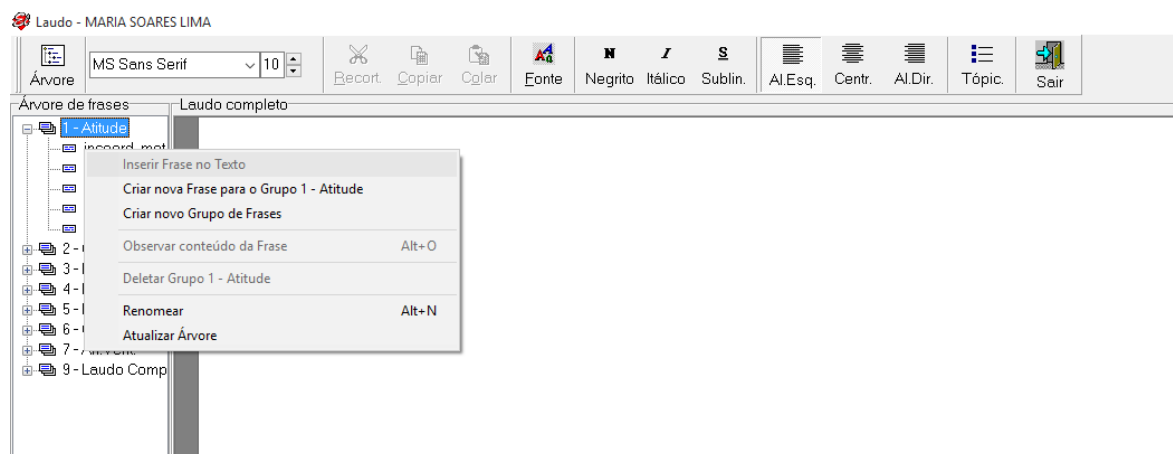 Laudo - MARIA SOARES LIMA
MS Sans Serif 10
Árvore Recort. Copiar Colar Fonte Negrito Itálico Sublin. Al.Esq. Centr. Al.Dir. Tópic. Sair
N I S
Árvore de frases Laudo completo
1 - Atitude
Inserir Frase no Texto
Criar nova Frase para o Grupo 1 - Atitude
Criar novo Grupo de Frases
2 -
Observar conteúdo da Frase Alt+O
3 -
Deletar Grupo 1 - Atitude
4 -
5 -
Renomear Alt+N
6 -
Atualizar Árvore
7 -
9 - Laudo Comp